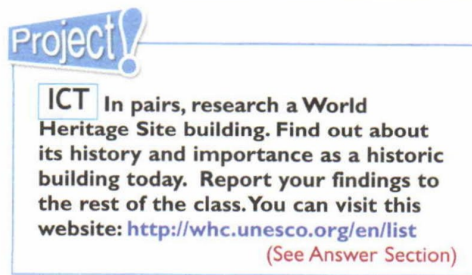 Project!
ICT In pairs, research a World
Heritage Site building. Find out about
its history and importance as a historic
building today. Report your findings to
the rest of the class.You can visit this
website: http://whc.unesco.org/en/list
(See Answer Section)